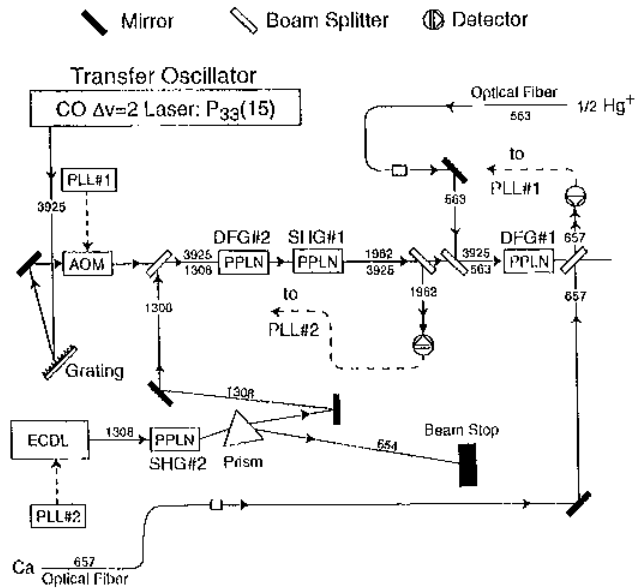 Mirror
Beam Splitter
Detector
Transfer Oscillator
CO Δv=2 Laser: P33(15)
Optical Fiber
563
1/2 Hg+
PLL#1
to
PLL#1
3925
563
657
DFG#2
SHG#1
DFG#1
AOM
3925
1308
PPLN
PPLN
1962
3925
3925
563
PPLN
1308
1962
657
to
PLL#2
Grating
1308
ECDL
1308
PPLN
SHG#2
Prism
654
Beam Stop
PLL#2
Ca
657
Optical Fiber